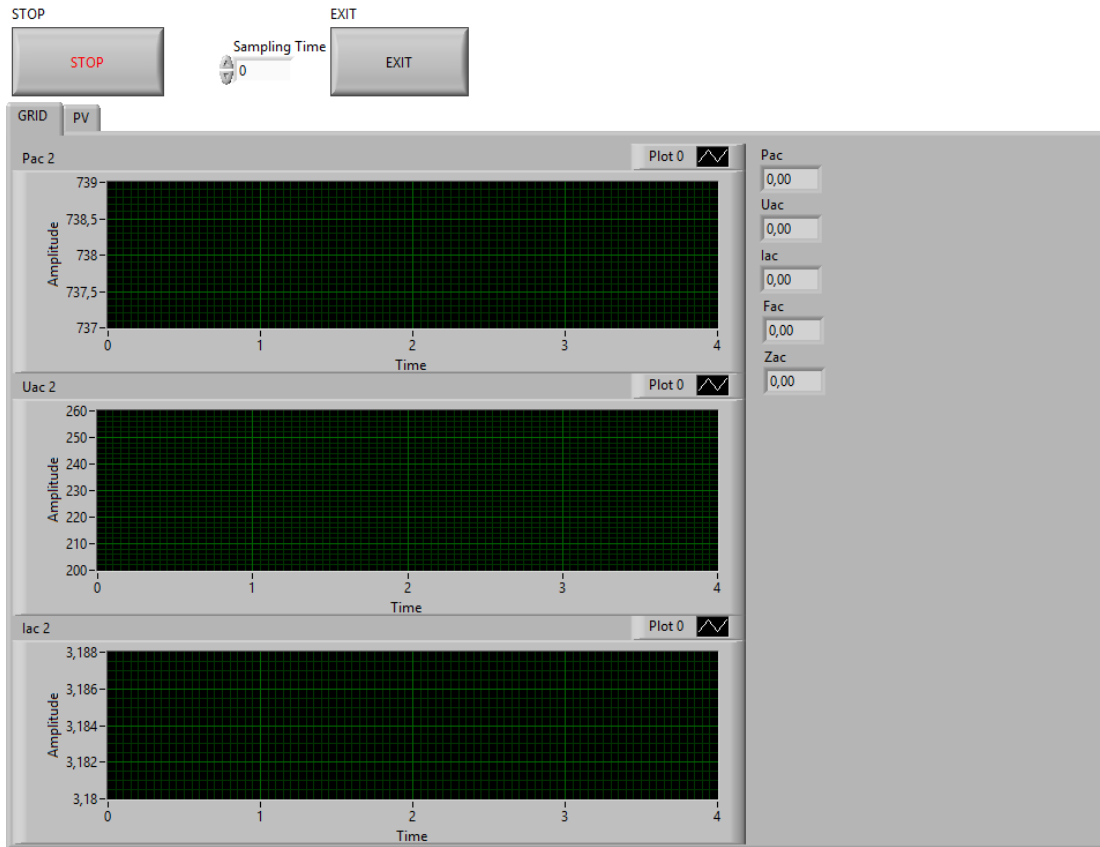 STOP
EXIT
STOP
Sampling Time
0
EXIT
GRID
PV
Pac 2
Plot 0
739
738,5
738
737,5
737
Amplitude
0 1 2 3 4
Time
Uac 2
Plot 0
260
250
240
230
220
210
200
Amplitude
0 1 2 3 4
Time
Iac 2
Plot 0
3,188
3,186
3,184
3,182
3,18
Amplitude
0 1 2 3 4
Time
Pac
0,00
Uac
0,00
Iac
0,00
Fac
0,00
Zac
0,00